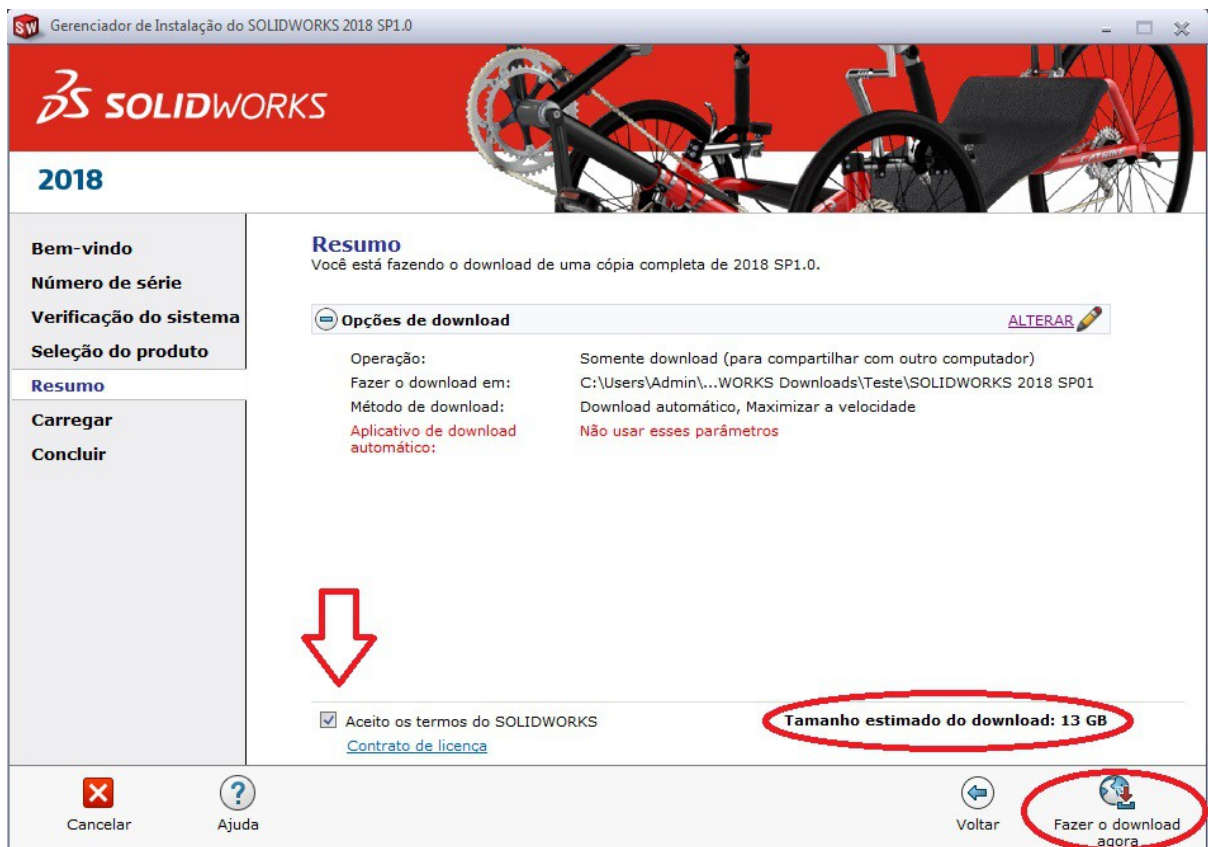 Gerenciador de Instalação do SOLIDWORKS 2018 SP1.0
SOLIDWORKS
2018
Bem-vindo
Número de série
Verificação do sistema
Seleção do produto
Resumo
Carregar
Concluir
Resumo
Você está fazendo o download de uma cópia completa de 2018 SP1.0.
Opções de download ALTERAR
Operação: Somente download (para compartilhar com outro computador)
Fazer o download em: C:\Users\Admin\...WORKS Downloads\Teste\SOLIDWORKS 2018 SP01
Método de download: Download automático, Maximizar a velocidade
Aplicativo de download Não usar esses parâmetros
automático:
Aceito os termos do SOLIDWORKS
Contrato de licença
Tamanho estimado do download: 13 GB
Cancelar
Ajuda
Voltar
Fazer o download
agora